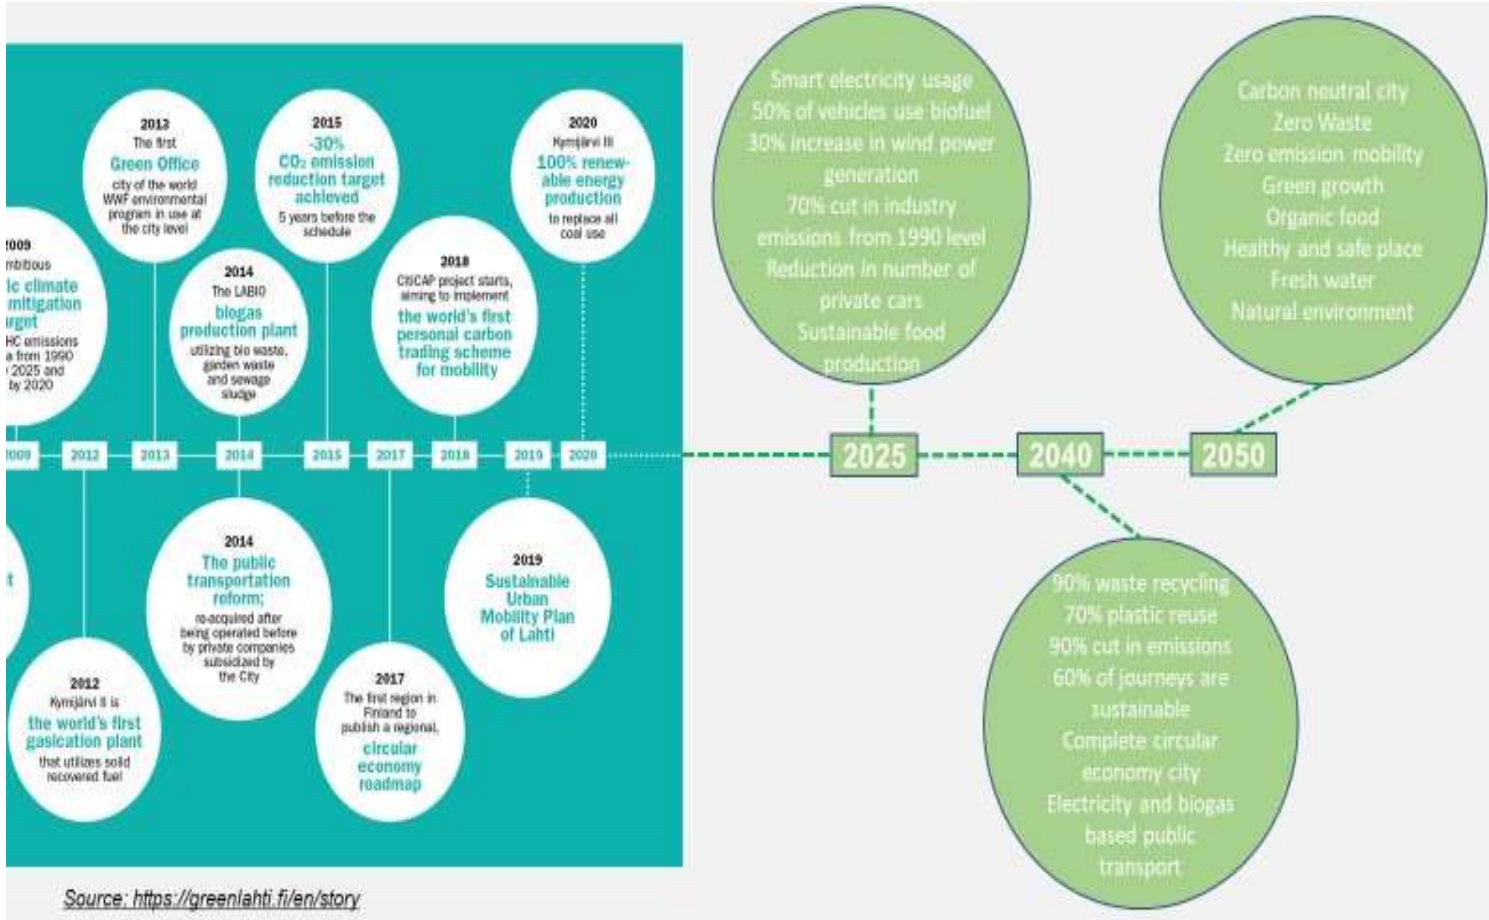 2009
mbitious
ic climate
mitigation
arget
HC emissions
a from 1990
2025 and
by 2020
2013
The first
Green Office
city of the world
WWF environmental
program in use at
the city level
2014
The LABIO
biogas
production plant
utilizing bio waste,
garden waste
and sewage
sludge
2015
-30%
CO₂ emission
reduction target
achieved
5 years before the
schedule
2018
CitiCAP project starts,
aiming to implement
the world's first
personal carbon
trading scheme
for mobility
2020
Kymijärvi III
100% renew-
able energy
production
to replace all
coal use
Smart electricity usage
50% of vehicles use biofuel
30% increase in wind power
generation
70% cut in industry
emissions from 1990 level
Reduction in number of
private cars
Sustainable food
production
Carbon neutral city
Zero Waste
Zero emission mobility
Green growth
Organic food
Healthy and safe place
Fresh water
Natural environment
2009 2012 2013 2014 2015 2017 2018 2019 2020 2025 2040 2050
t
2012
Kymijärvi II is
the world's first
gasication plant
that utilizes solid
recovered fuel
2014
The public
transportation
reform;
re-acquired after
being operated before
by private companies
subsidized by
the City
2017
The first region in
Finland to
publish a regional,
circular
economy
roadmap
2019
Sustainable
Urban
Mobility Plan
of Lahti
90% waste recycling
70% plastic reuse
90% cut in emissions
60% of journeys are
sustainable
Complete circular
economy city
Electricity and biogas
based public
transport
Source: https://greenlahti.fi/en/story